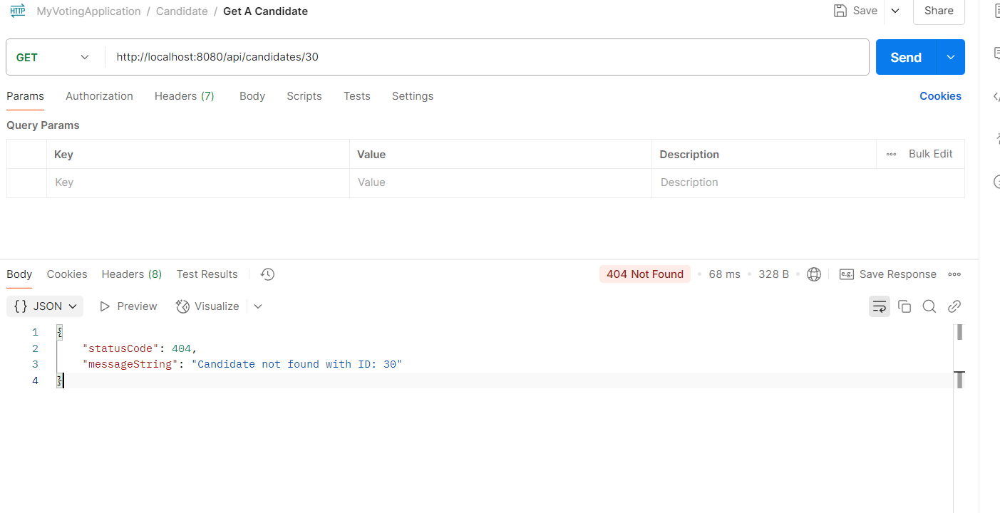 HTTP MyVotingApplication / Candidate / Get A Candidate Save Share
GET http://localhost:8080/api/candidates/30 Send
Params Authorization Headers (7) Body Scripts Tests Settings Cookies
Query Params
Key Value Description Bulk Edit
Key Value Description
Body Cookies Headers (8) Test Results 404 Not Found 68 ms 328 B e.g. Save Response
{} JSON Preview Visualize
1 {
2 "statusCode": 404,
3 "messageString": "Candidate not found with ID: 30"
4 }